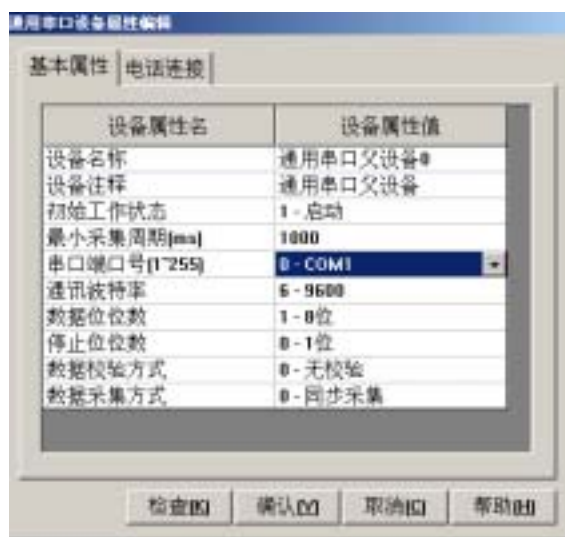 通用串口设备属性编辑
基本属性 电话连接
设备属性名 设备属性值
设备名称 通用串口父设备0
设备注释 通用串口父设备
初始工作状态 1 - 启动
最小采集周期(ms) 1000
串口端口号(1~255) 0 - COM1
通讯波特率 6 - 9600
数据位位数 1 - 8位
停止位位数 0 - 1位
数据校验方式 0 - 无校验
数据采集方式 0 - 同步采集
检查(K) 确认(Y) 取消(C) 帮助(H)